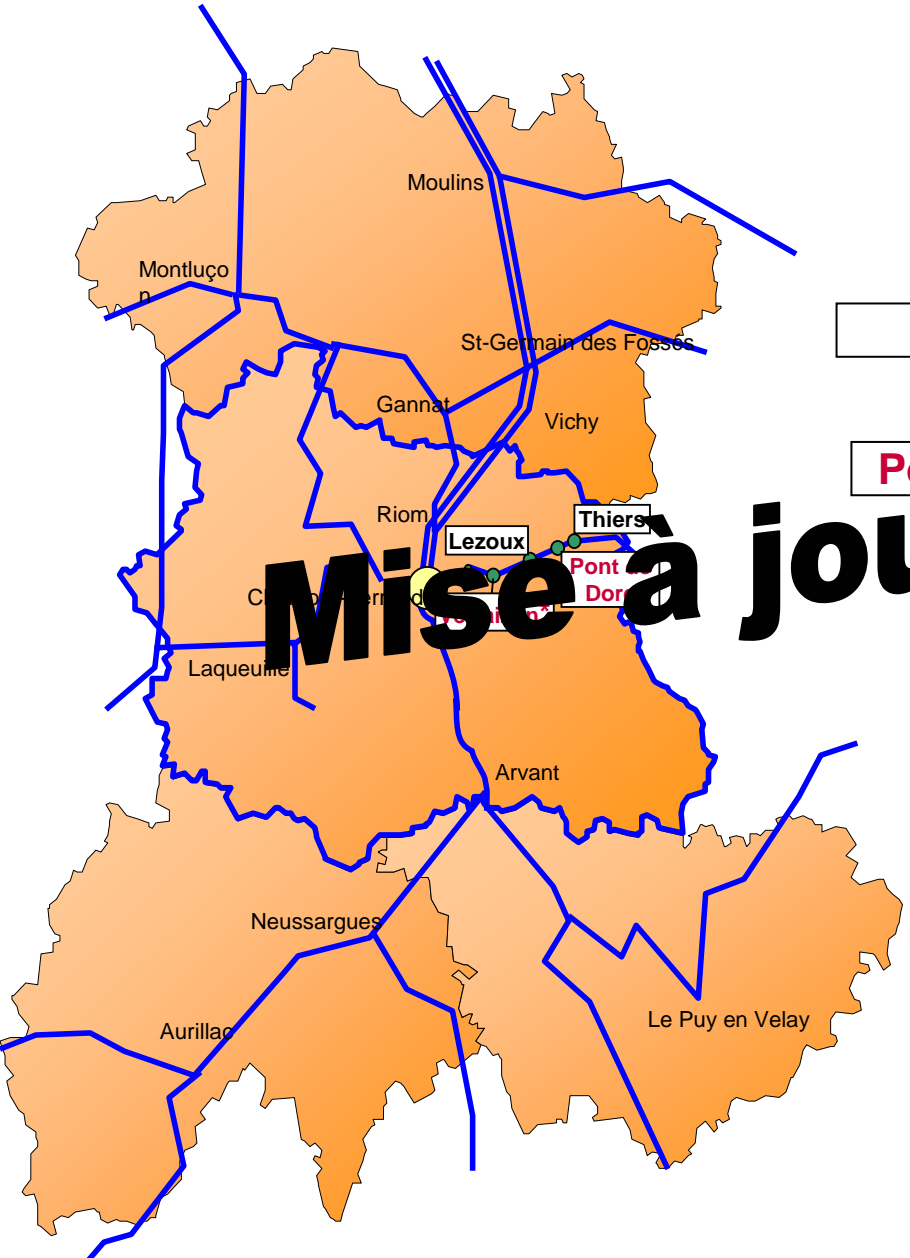 Moulins
Montluço
n
St-Germain des Fossés
Gannat
Vichy
Riom
Thiers
Lezoux
Pont de
Dore
Mise à jou
Laqueuille
Arvant
Neussargues
Aurillac
Le Puy en Velay